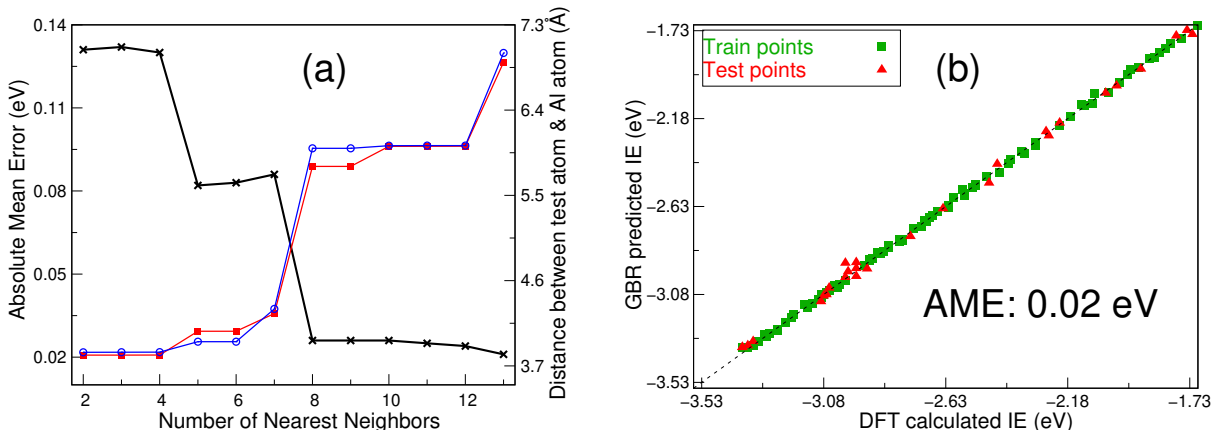 0.14
0.11
0.08
0.05
0.02
Absolute Mean Error (eV)
2 4 6 8 10 12
Number of Nearest Neighbors
7.3
6.4
5.5
4.6
3.7
Distance between test atom & Al atom (Å)
(a)
−1.73
−2.18
−2.63
−3.08
−3.53
GBR predicted IE (eV)
Train points
Test points
(b)
AME: 0.02 eV
−3.53 −3.08 −2.63 −2.18 −1.73
DFT calculated IE (eV)